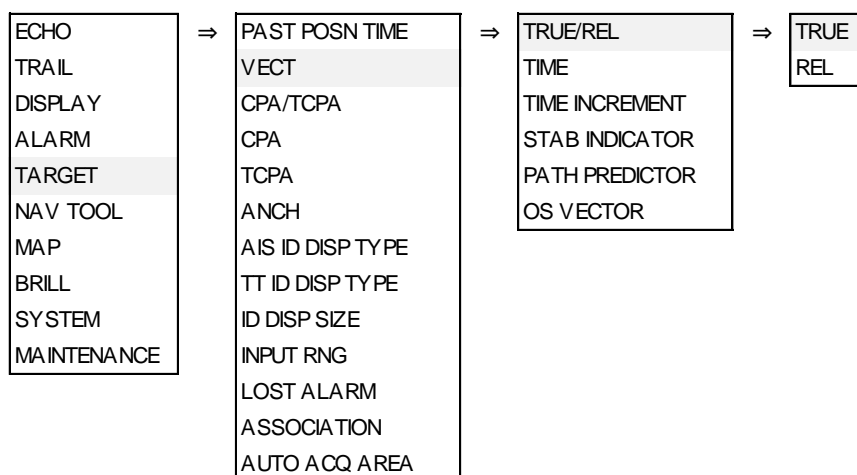 ECHO
TRAIL
DISPLAY
ALARM
TARGET
NAV TOOL
MAP
BRILL
SYSTEM
MAINTENANCE
⇒
PAST POSN TIME
VECT
CPA/TCPA
CPA
TCPA
ANCH
AIS ID DISP TYPE
TT ID DISP TYPE
ID DISP SIZE
INPUT RNG
LOST ALARM
ASSOCIATION
AUTO ACQ AREA
⇒
TRUE/REL
TIME
TIME INCREMENT
STAB INDICATOR
PATH PREDICTOR
OS VECTOR
⇒
TRUE
REL